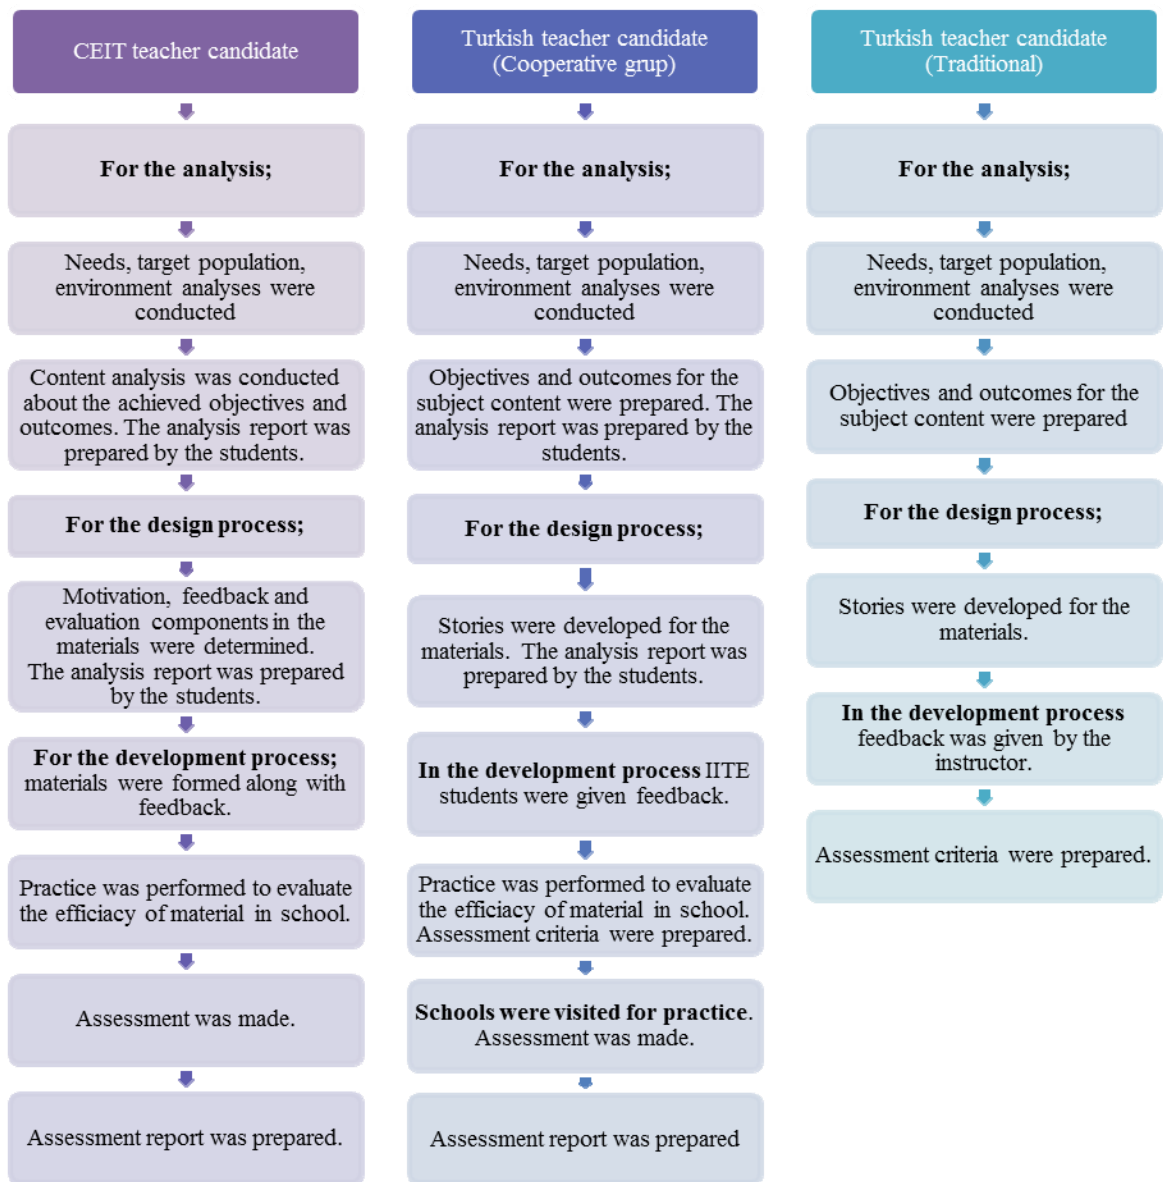 CEIT teacher candidate
For the analysis;
Needs, target population,
environment analyses were
conducted
Content analysis was conducted
about the achieved objectives and
outcomes. The analysis report was
prepared by the students.
For the design process;
Motivation, feedback and
evaluation components in the
materials were determined.
The analysis report was prepared
by the students.
For the development process;
materials were formed along with
feedback.
Practice was performed to evaluate
the efficiacy of material in school.
Assessment was made.
Assessment report was prepared.
Turkish teacher candidate
(Cooperative grup)
For the analysis;
Needs, target population,
environment analyses were
conducted
Objectives and outcomes for the
subject content were prepared. The
analysis report was prepared by the
students.
For the design process;
Stories were developed for the
materials. The analysis report was
prepared by the students.
In the development process IITE
students were given feedback.
Practice was performed to evaluate
the efficiacy of material in school.
Assessment criteria were prepared.
Schools were visited for practice.
Assessment was made.
Assessment report was prepared
Turkish teacher candidate
(Traditional)
For the analysis;
Needs, target population,
environment analyses were
conducted
Objectives and outcomes for the
subject content were prepared
For the design process;
Stories were developed for the
materials.
In the development process
feedback was given by the
instructor.
Assessment criteria were prepared.